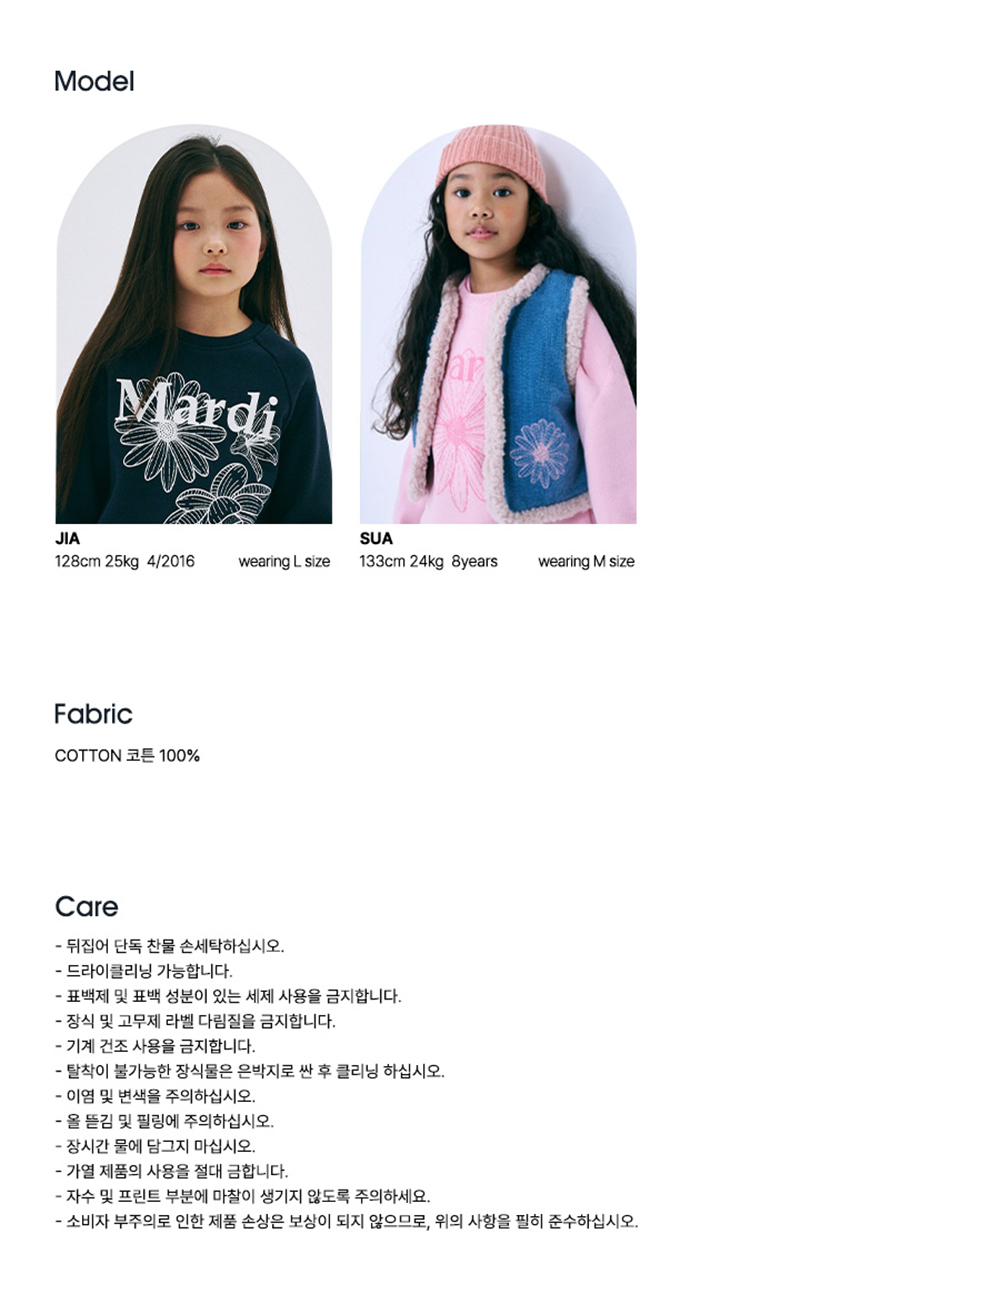 Model
Mardi
ar
JIA
128cm 25kg 4/2016 wearing L size
SUA
133cm 24kg 8years wearing M size
Fabric
COTTON 코튼 100%
Care
- 뒤집어 단독 찬물 손세탁하십시오.
- 드라이클리닝 가능합니다.
- 표백제 및 표백 성분이 있는 세제 사용을 금지합니다.
- 장식 및 고무제 라벨 다림질을 금지합니다.
- 기계 건조 사용을 금지합니다.
- 탈착이 불가능한 장식물은 은박지로 싼 후 클리닝 하십시오.
- 이염 및 변색을 주의하십시오.
- 올 뜯김 및 필링에 주의하십시오.
- 장시간 물에 담그지 마십시오.
- 가열 제품의 사용을 절대 금합니다.
- 자수 및 프린트 부분에 마찰이 생기지 않도록 주의하세요.
- 소비자 부주의로 인한 제품 손상은 보상이 되지 않으므로, 위의 사항을 필히 준수하십시오.